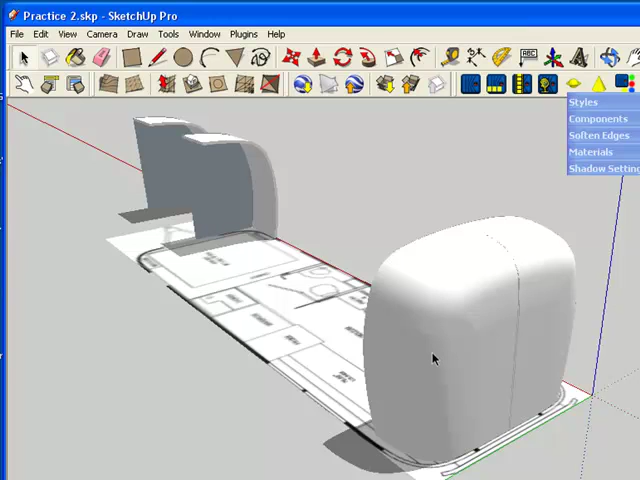 Practice 2.skp - SketchUp Pro
File Edit View Camera Draw Tools Window Plugins Help
ABC
Styles
Components
Soften Edges
Materials
Shadow Setting